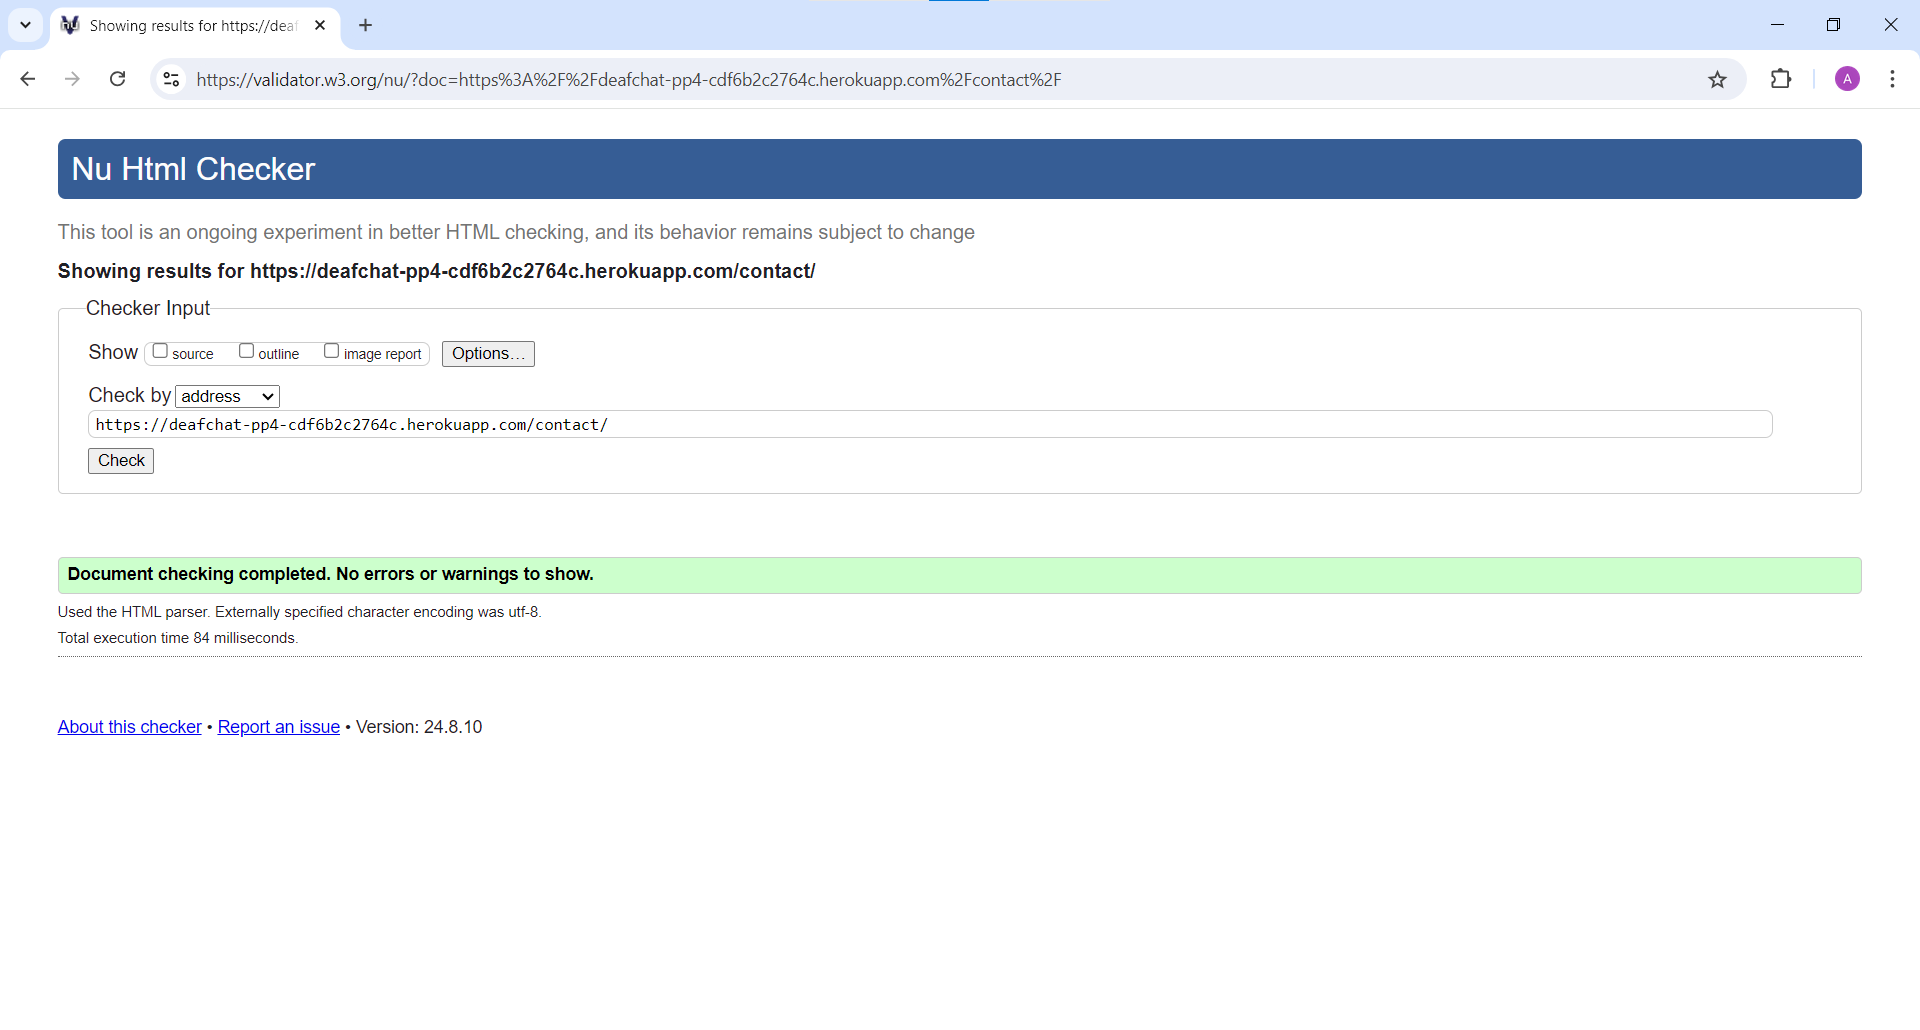 Showing results for https://deaf
https://validator.w3.org/nu/?doc=https%3A%2F%2Fdeafchat-pp4-cdf6b2c2764c.herokuapp.com%2Fcontact%2F
A
Nu Html Checker
This tool is an ongoing experiment in better HTML checking, and its behavior remains subject to change
Showing results for https://deafchat-pp4-cdf6b2c2764c.herokuapp.com/contact/
Checker Input
Show source outline image report Options...
Check by address
https://deafchat-pp4-cdf6b2c2764c.herokuapp.com/contact/
Check
Document checking completed. No errors or warnings to show.
Used the HTML parser. Externally specified character encoding was utf-8.
Total execution time 84 milliseconds.
About this checker • Report an issue • Version: 24.8.10